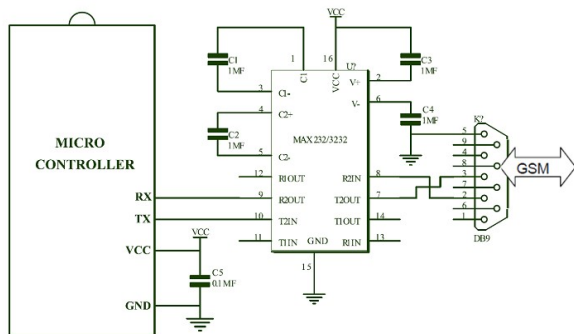 MICRO
CONTROLLER
RX
TX
VCC
GND
VCC
C5
0.1MF
C1
1MF
C2
1MF
1
16
VCC
U?
C1
VCC
3
C1-
4
C2+
5
C2-
MAX232/3232
12
R1OUT
9
R2OUT
10
T2IN
11
T1IN
GND
15
V+
2
V-
6
R2IN
8
T2OUT
7
T1OUT
14
R1IN
13
C3
1MF
C4
1MF
K?
5
9
4
8
3
7
2
6
1
DB9
GSM